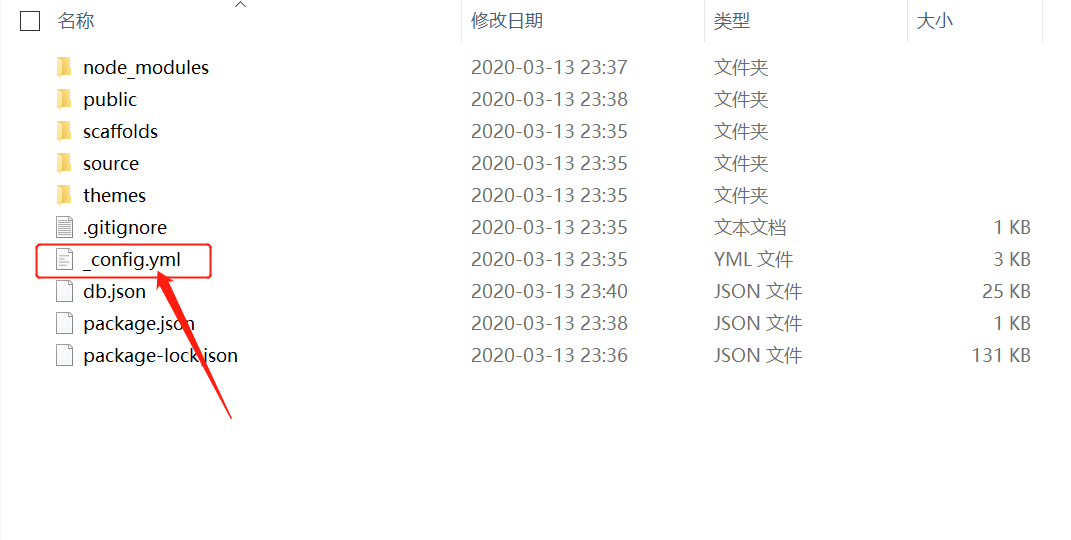 名称 修改日期 类型 大小
node_modules 2020-03-13 23:37 文件夹
public 2020-03-13 23:38 文件夹
scaffolds 2020-03-13 23:35 文件夹
source 2020-03-13 23:35 文件夹
themes 2020-03-13 23:35 文件夹
.gitignore 2020-03-13 23:35 文本文档 1 KB
_config.yml 2020-03-13 23:35 YML 文件 3 KB
db.json 2020-03-13 23:40 JSON 文件 25 KB
package.json 2020-03-13 23:38 JSON 文件 1 KB
package-lock.json 2020-03-13 23:36 JSON 文件 131 KB